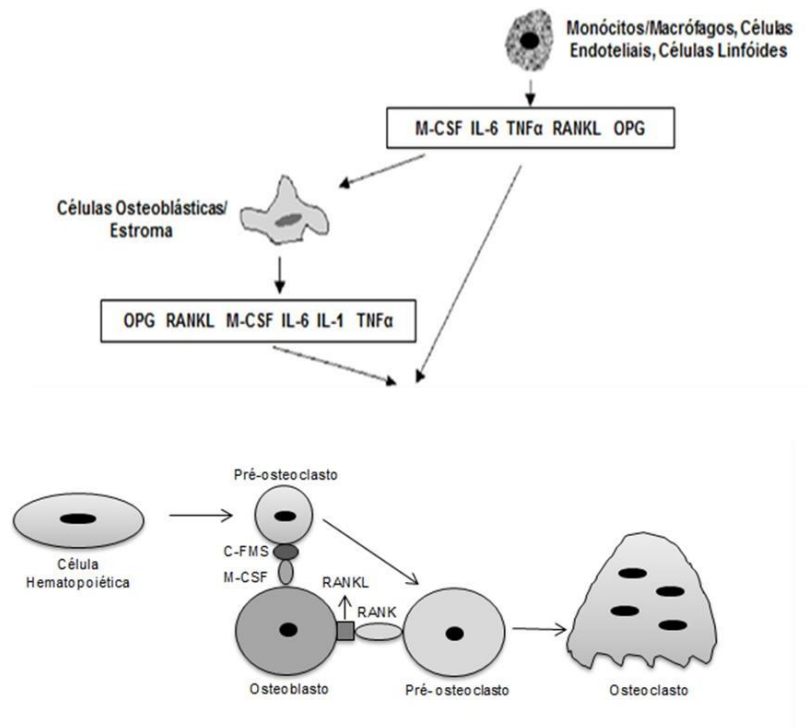 Monócitos/Macrófagos, Células
Endoteliais, Células Linfóides
M-CSF IL-6 TNFα RANKL OPG
Células Osteoblásticas/
Estroma
OPG RANKL M-CSF IL-6 IL-1 TNFα
Pré-osteoclasto
C-FMS
M-CSF
RANKL
RANK
Célula
Hematopoiética
Osteoblasto
Pré-osteoclasto
Osteoclasto